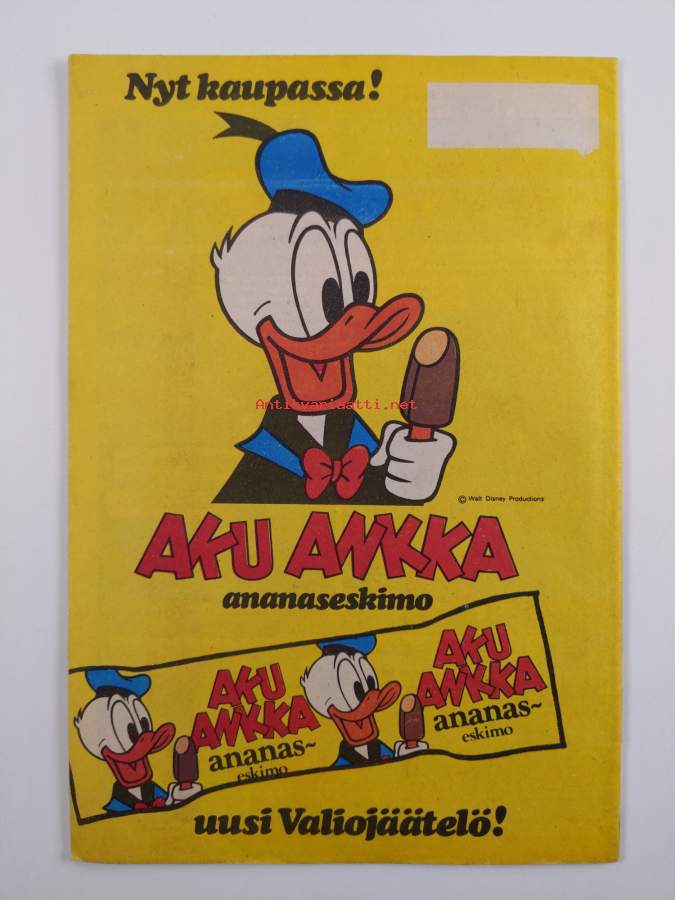 Nyt kaupassa!
Antikvariaatti.net
© Walt Disney Productions
AKU ANKKA
ananaseskimo
AKU
ANKKA
ananas~
eskimo
AKU
ANKKA
ananas~
eskimo
uusi Valiojäätelö!